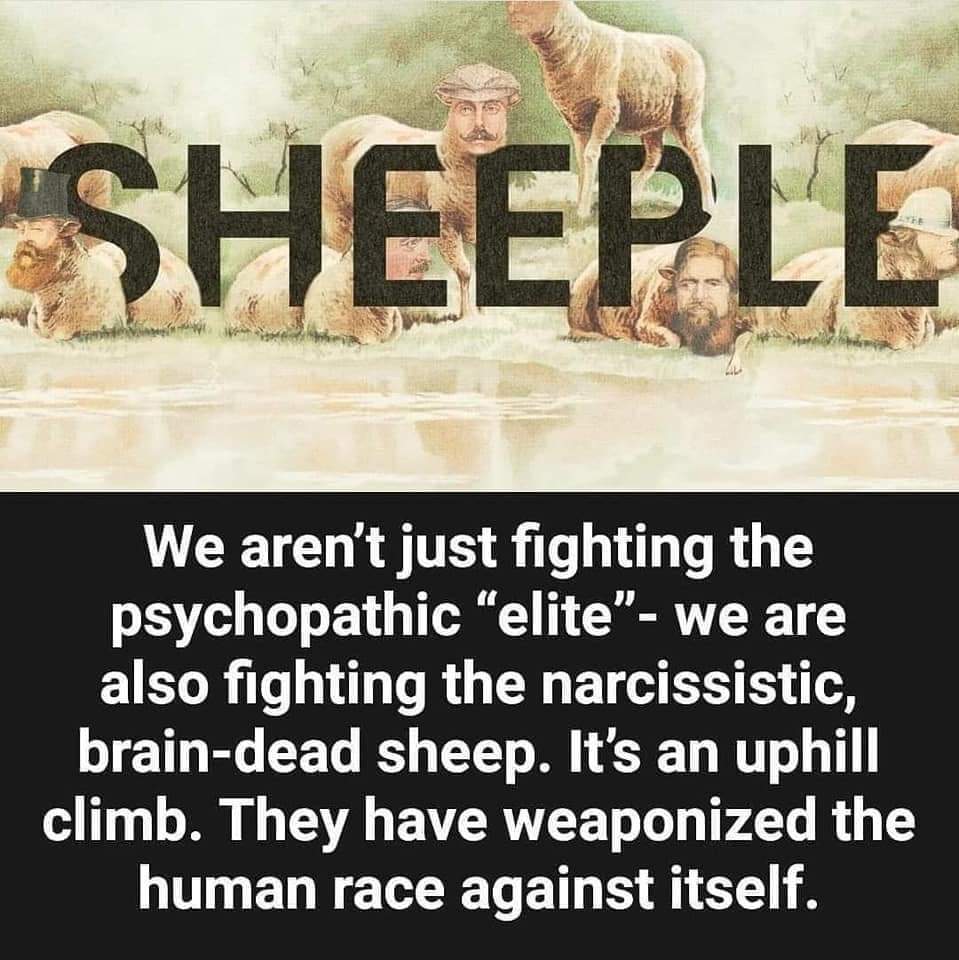 SHEEPLE
We aren’t just fighting the
psychopathic “elite”- we are
also fighting the narcissistic,
brain-dead sheep. It’s an uphill
climb. They have weaponized the
human race against itself.